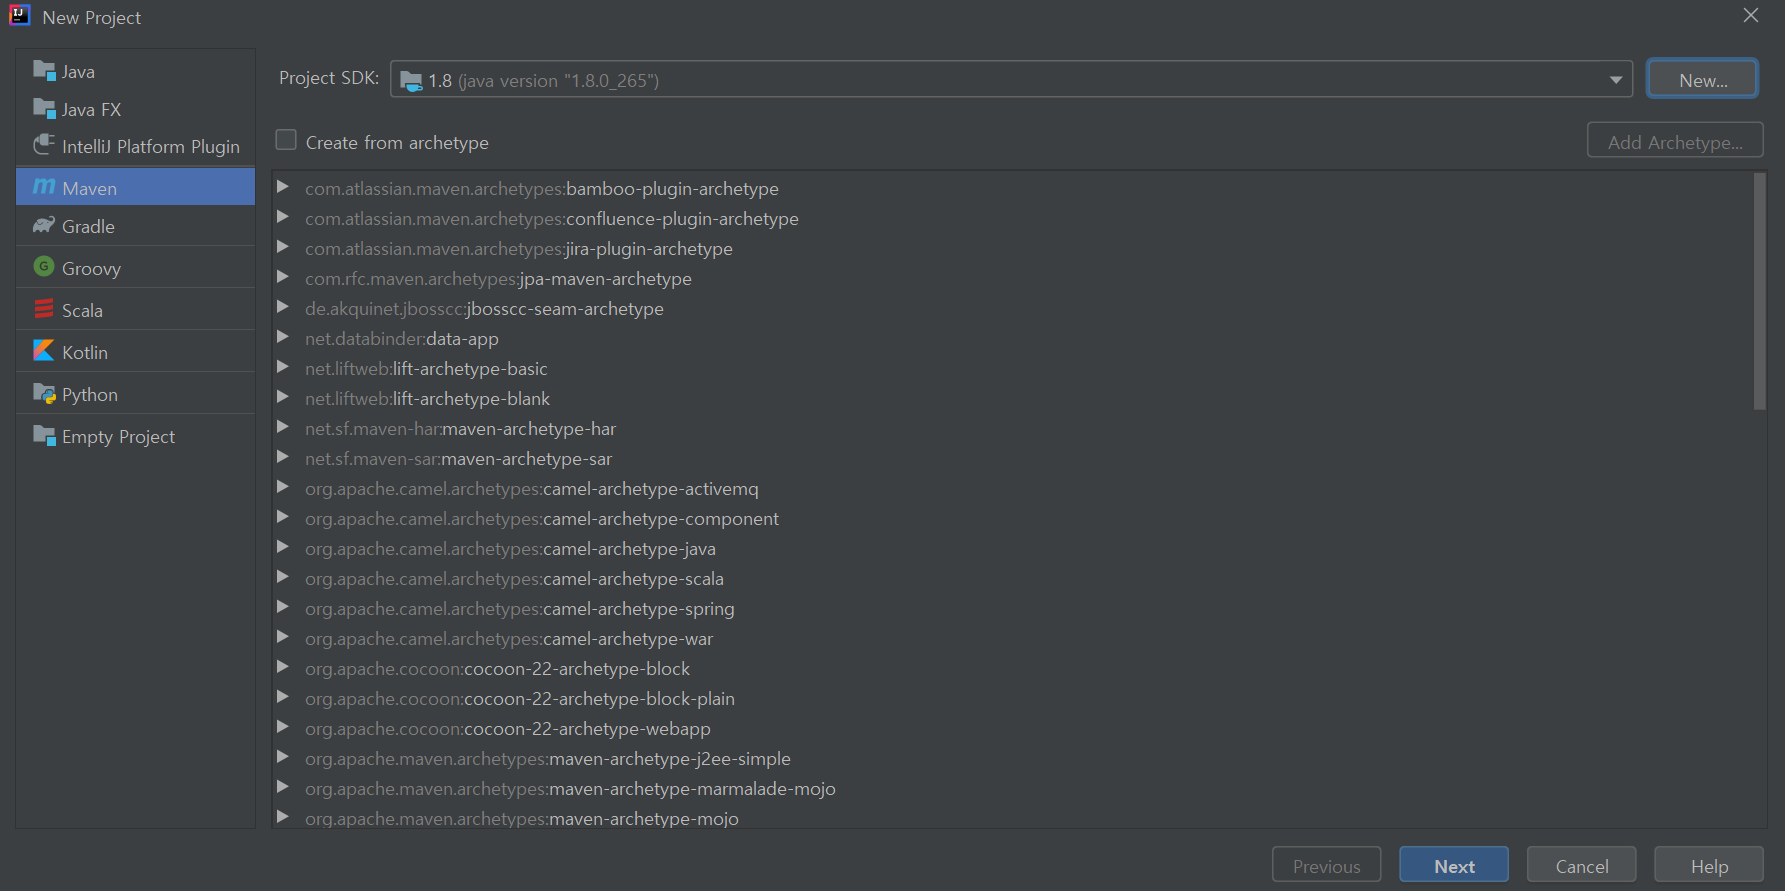 New Project
Java
Java FX
IntelliJ Platform Plugin
Maven
Gradle
Groovy
Scala
Kotlin
Python
Empty Project
Project SDK: 1.8 (java version "1.8.0_265") New...
Create from archetype Add Archetype...
com.atlassian.maven.archetypes:bamboo-plugin-archetype
com.atlassian.maven.archetypes:confluence-plugin-archetype
com.atlassian.maven.archetypes:jira-plugin-archetype
com.rfc.maven.archetypes:jpa-maven-archetype
de.akquinet.jbosscc:jbosscc-seam-archetype
net.databinder:data-app
net.liftweb:lift-archetype-basic
net.liftweb:lift-archetype-blank
net.sf.maven-har:maven-archetype-har
net.sf.maven-sar:maven-archetype-sar
org.apache.camel.archetypes:camel-archetype-activemq
org.apache.camel.archetypes:camel-archetype-component
org.apache.camel.archetypes:camel-archetype-java
org.apache.camel.archetypes:camel-archetype-scala
org.apache.camel.archetypes:camel-archetype-spring
org.apache.camel.archetypes:camel-archetype-war
org.apache.cocoon:cocoon-22-archetype-block
org.apache.cocoon:cocoon-22-archetype-block-plain
org.apache.cocoon:cocoon-22-archetype-webapp
org.apache.maven.archetypes:maven-archetype-j2ee-simple
org.apache.maven.archetypes:maven-archetype-marmalade-mojo
org.apache.maven.archetypes:maven-archetype-mojo
Previous Next Cancel Help